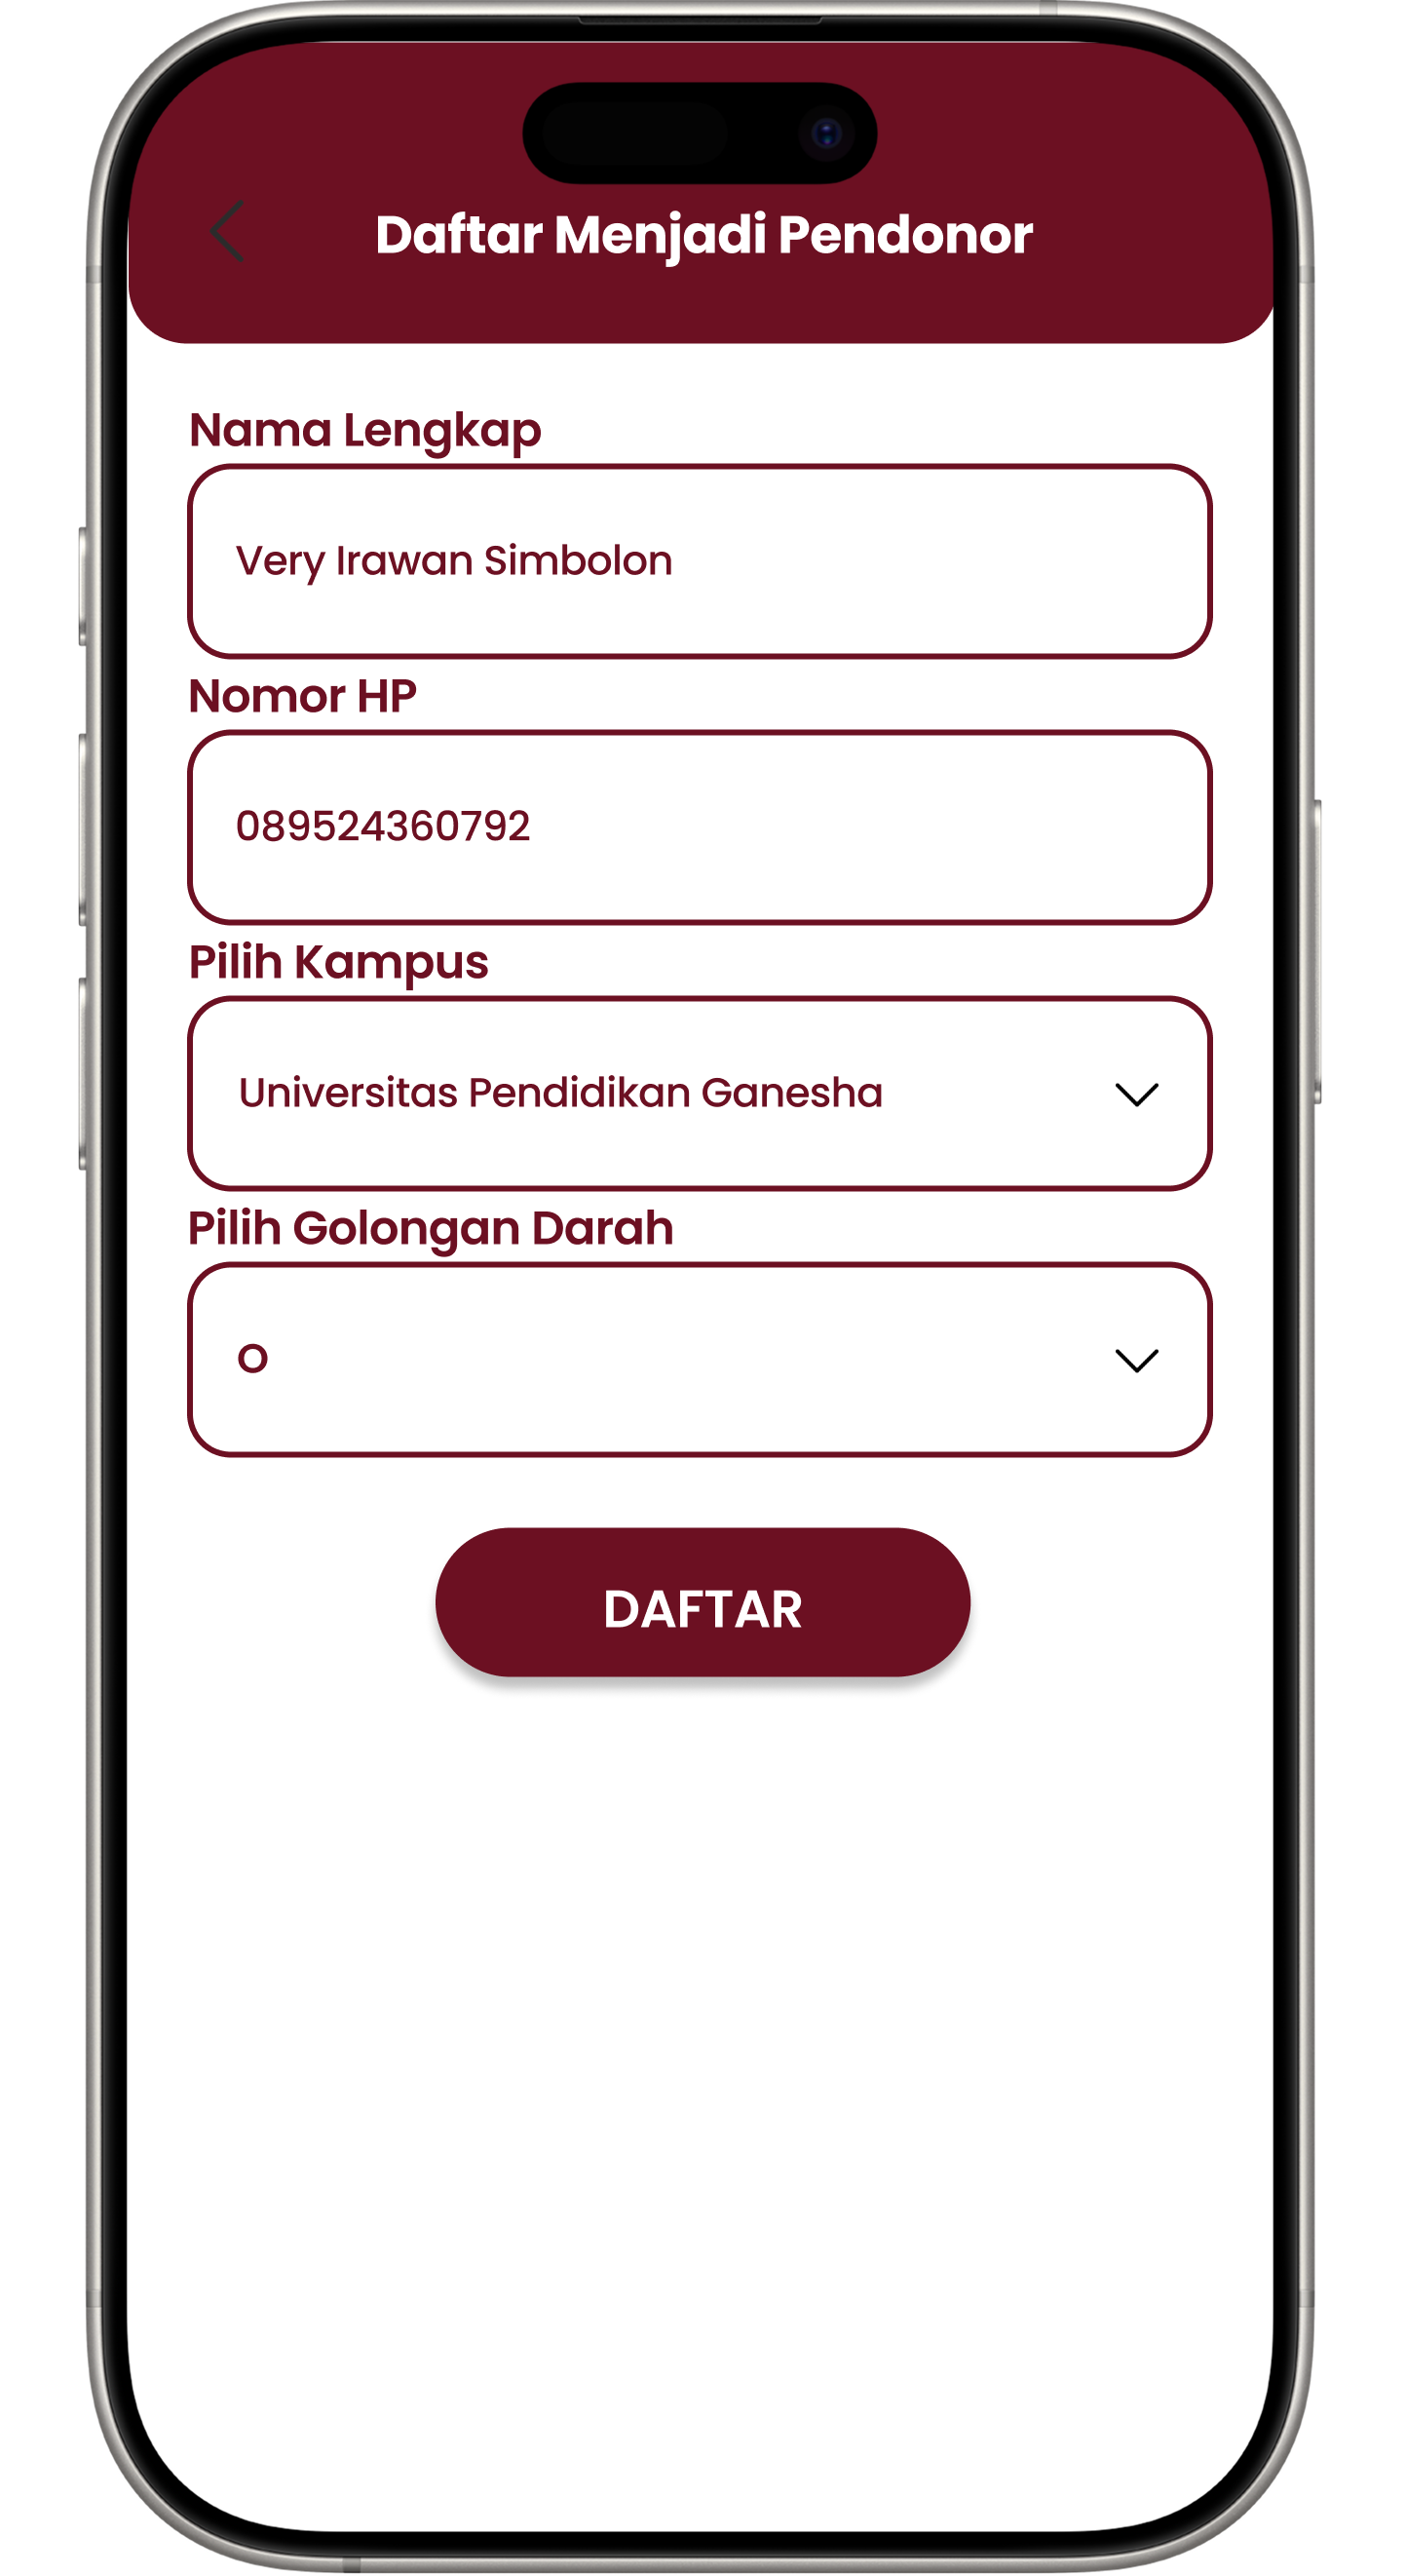 Daftar Menjadi Pendonor
Nama Lengkap
Very Irawan Simbolon
Nomor HP
089524360792
Pilih Kampus
Universitas Pendidikan Ganesha
Pilih Golongan Darah
O
DAFTAR